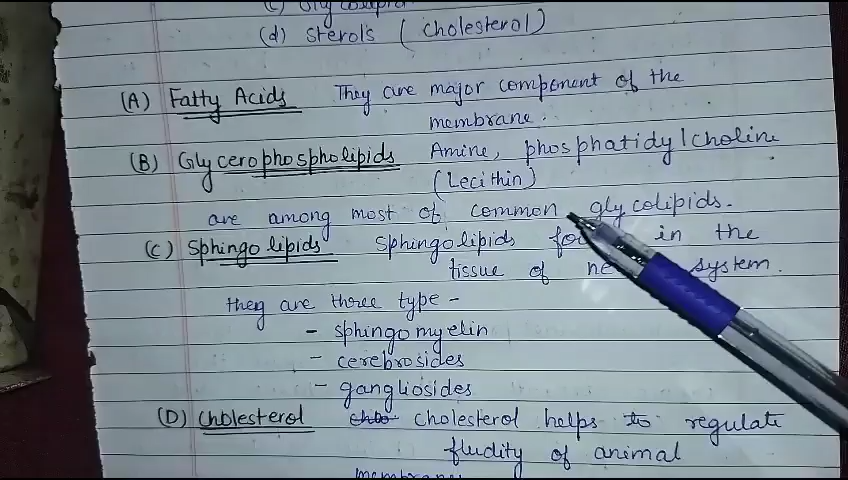 (d) Sterols (Cholesterol)
(A) Fatty Acids They are major component of the
membrane.
(B) Glycerophospholipids Amine, phosphatidylcholine
(Lecithin)
are among most of common glycolipids.
(C) Sphingolipids Sphingolipids in the
tissue of system.
they are three type -
- sphingomyelin
- cerebrosides
- gangliosides
(D) Cholesterol Cholesterol helps to regulate
fludity of animal